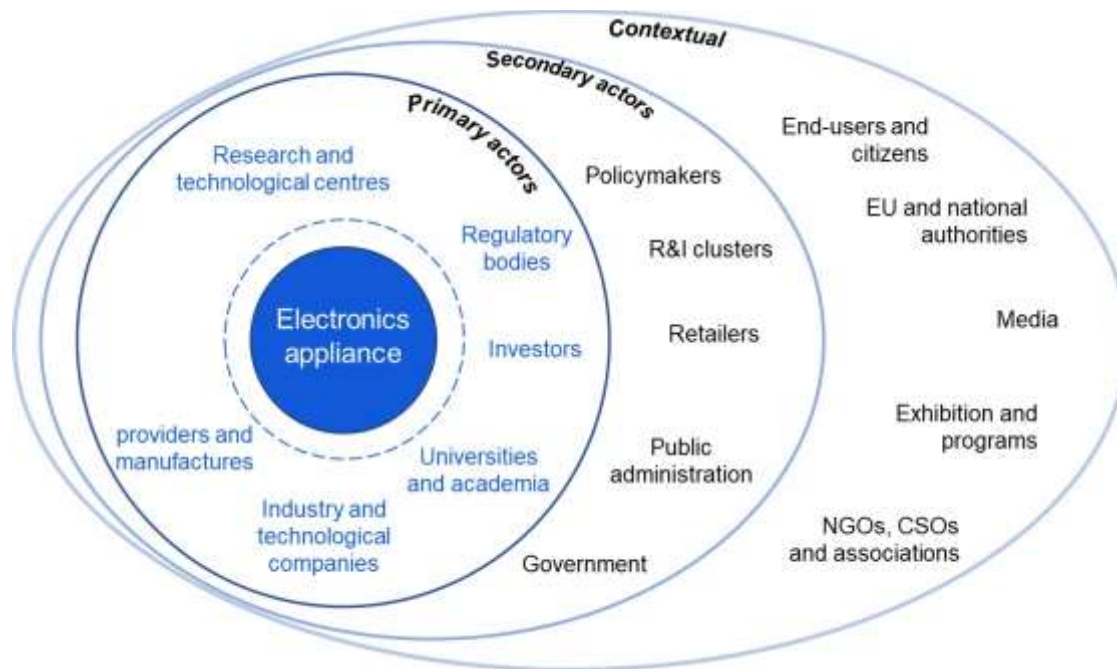 Contextual
Secondary actors
Primary actors
Research and
technological centres
Regulatory
bodies
Electronics
appliance
Investors
providers and
manufactures
Universities
and academia
Industry and
technological
companies
Policymakers
R&I clusters
Retailers
Public
administration
Government
End-users and
citizens
EU and national
authorities
Media
Exhibition and
programs
NGOs, CSOs
and associations